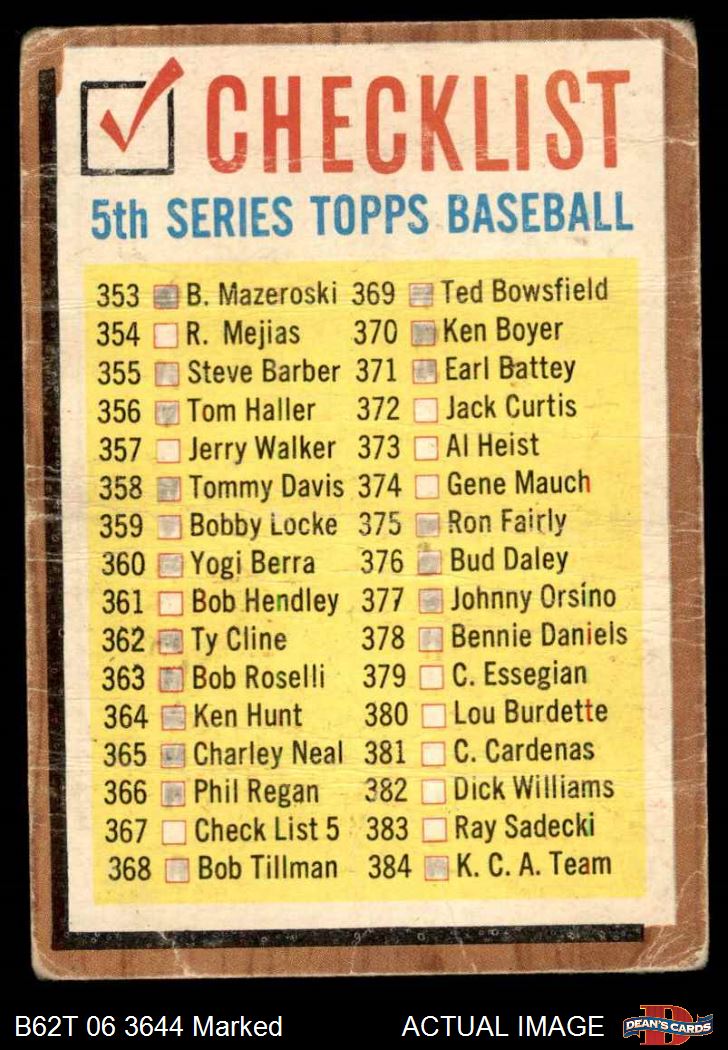 CHECKLIST
5th SERIES TOPPS BASEBALL
353 B. Mazeroski
354 R. Mejias
355 Steve Barber
356 Tom Haller
357 Jerry Walker
358 Tommy Davis
359 Bobby Locke
360 Yogi Berra
361 Bob Hendley
362 Ty Cline
363 Bob Roselli
364 Ken Hunt
365 Charley Neal
366 Phil Regan
367 Check List 5
368 Bob Tillman
369 Ted Bowsfield
370 Ken Boyer
371 Earl Battey
372 Jack Curtis
373 Al Heist
374 Gene Mauch
375 Ron Fairly
376 Bud Daley
377 Johnny Orsino
378 Bennie Daniels
379 C. Essegian
380 Lou Burdette
381 C. Cardenas
382 Dick Williams
383 Ray Sadecki
384 K. C. A. Team
B62T 06 3644 Marked
ACTUAL IMAGE
D
DEAN'S CARDS